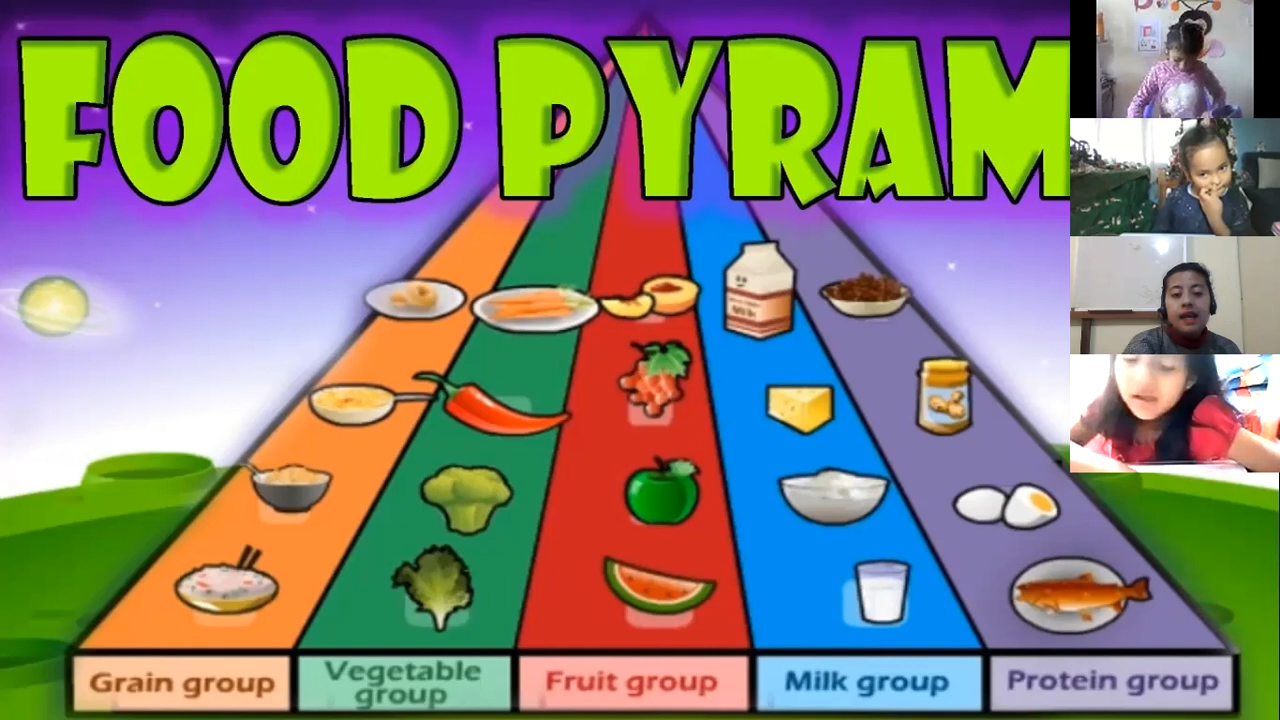 FOOD PYRAM
Grain group
Vegetable
group
Fruit group
Milk group
Protein group